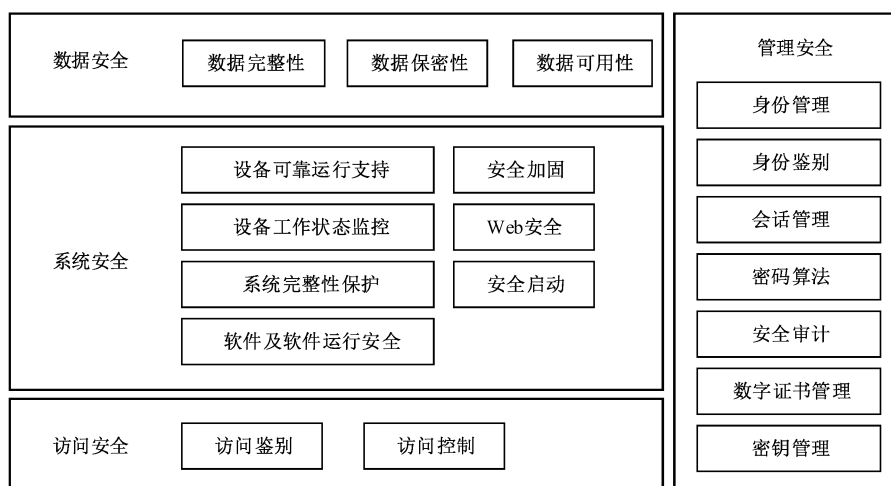 数据安全
数据完整性
数据保密性
数据可用性
系统安全
设备可靠运行支持
安全加固
设备工作状态监控
Web安全
系统完整性保护
安全启动
软件及软件运行安全
访问安全
访问鉴别
访问控制
管理安全
身份管理
身份鉴别
会话管理
密码算法
安全审计
数字证书管理
密钥管理